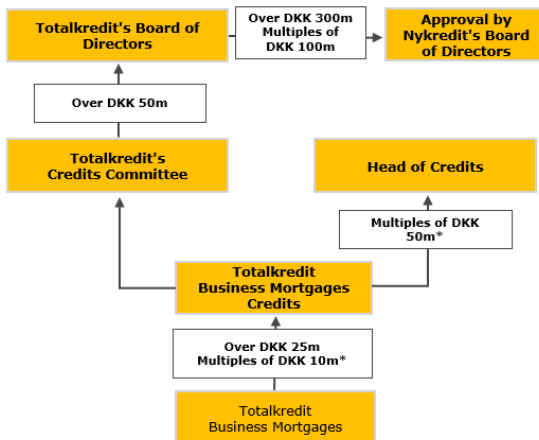 Totalkredit's Board of
Directors
Over DKK 300m
Multiples of
DKK 100m
Approval by
Nykredit's Board
of Directors
Over DKK 50m
Totalkredit's
Credits Committee
Head of Credits
Multiples of DKK
50m*
Totalkredit
Business Mortgages
Credits
Over DKK 25m
Multiples of DKK 10m*
Totalkredit
Business Mortgages